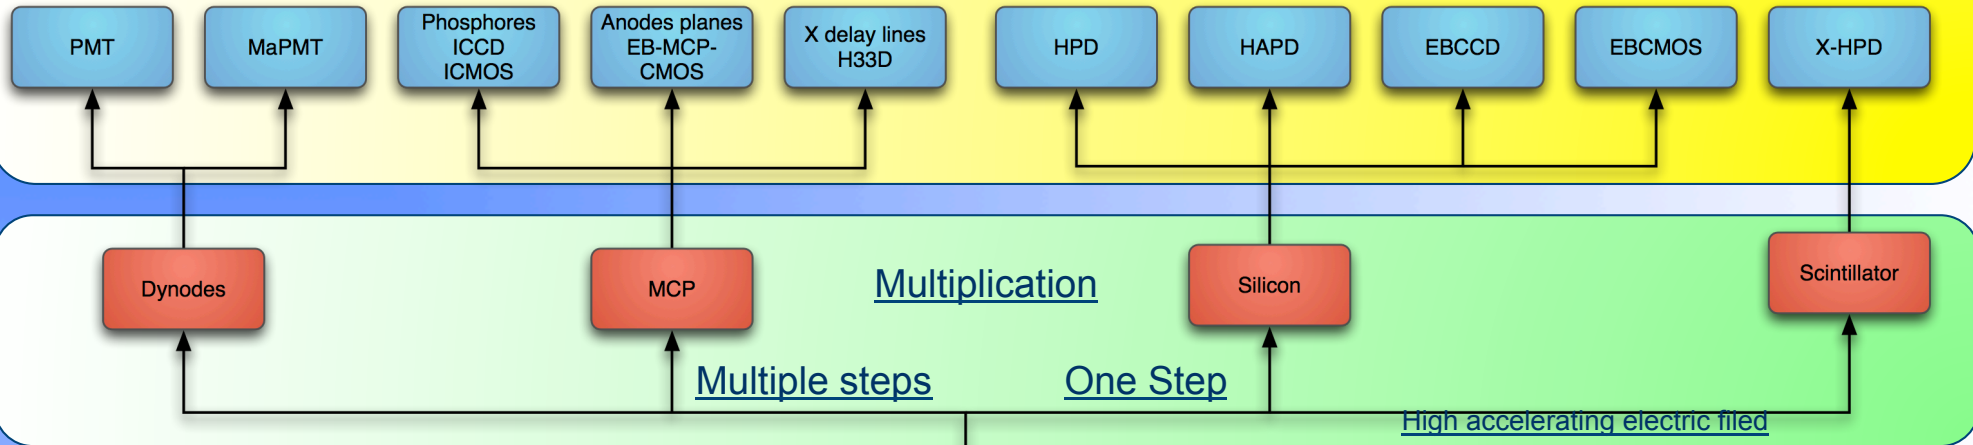 PMT
MaPMT
Phosphores
ICCD
ICMOS
Anodes planes
EB-MCP-
CMOS
X delay lines
H33D
HPD
HAPD
EBCCD
EBCMOS
X-HPD
Dynodes
MCP
Multiplication
Silicon
Scintillator
Multiple steps
One Step
High accelerating electric filed